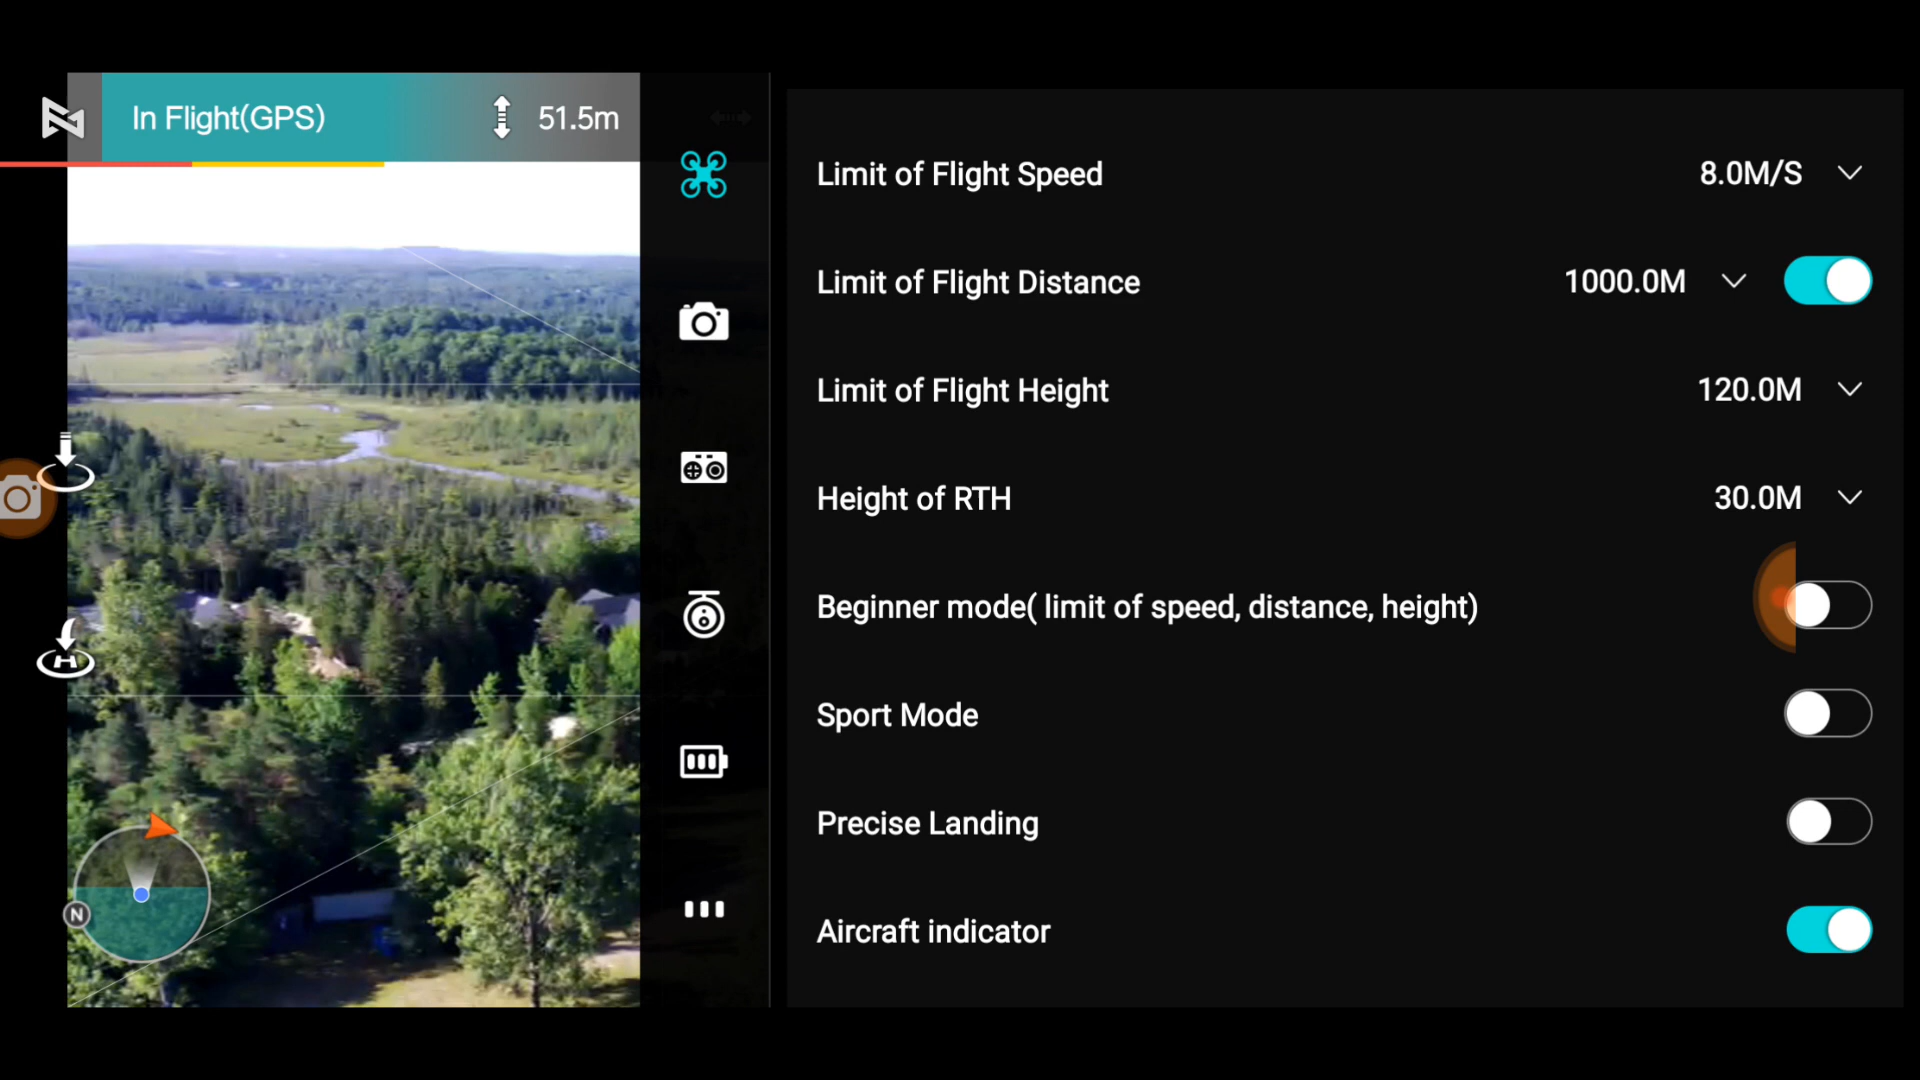 In Flight(GPS) 51.5m
Limit of Flight Speed 8.0M/S
Limit of Flight Distance 1000.0M
Limit of Flight Height 120.0M
Height of RTH 30.0M
Beginner mode( limit of speed, distance, height)
Sport Mode
Precise Landing
Aircraft indicator
H
N